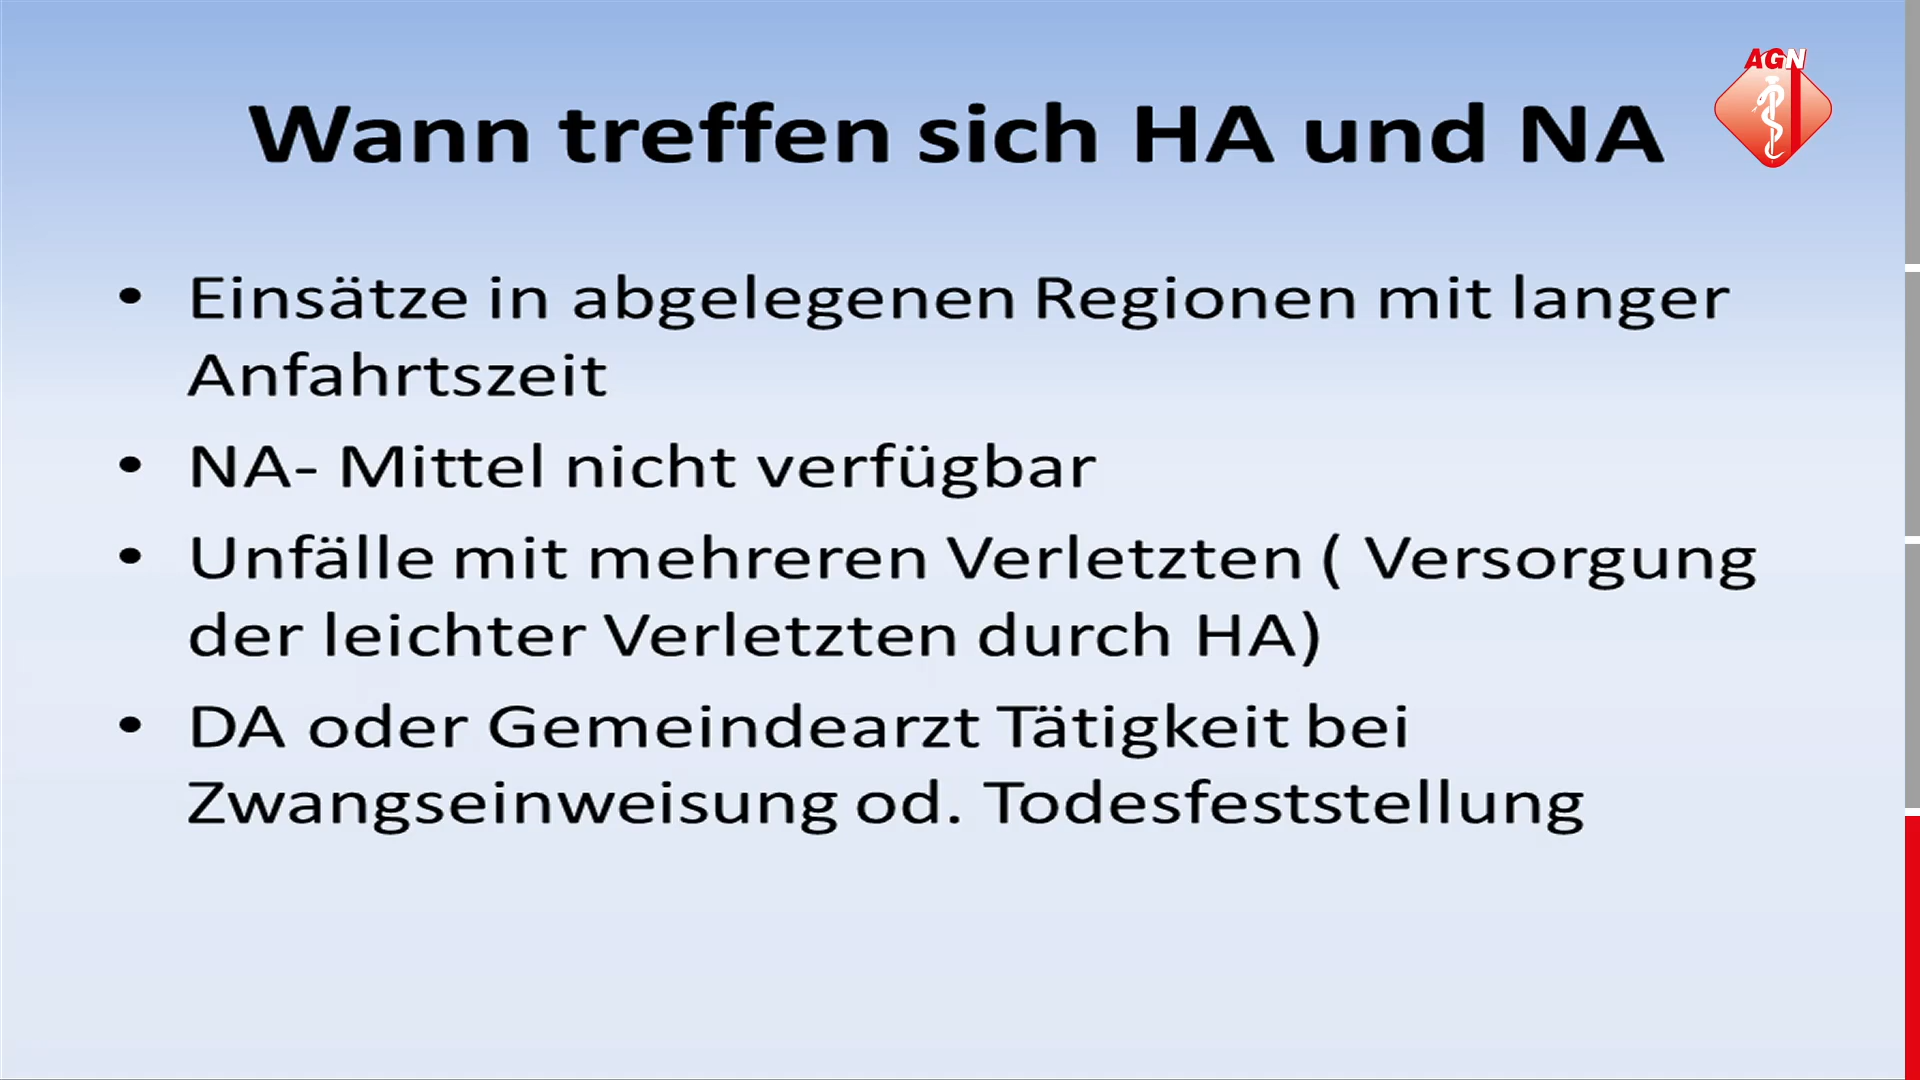 AGN
Wann treffen sich HA und NA
• Einsätze in abgelegenen Regionen mit langer
Anfahrtszeit
• NA- Mittel nicht verfügbar
• Unfälle mit mehreren Verletzten ( Versorgung
der leichter Verletzten durch HA)
• DA oder Gemeindearzt Tätigkeit bei
Zwangseinweisung od. Todesfeststellung